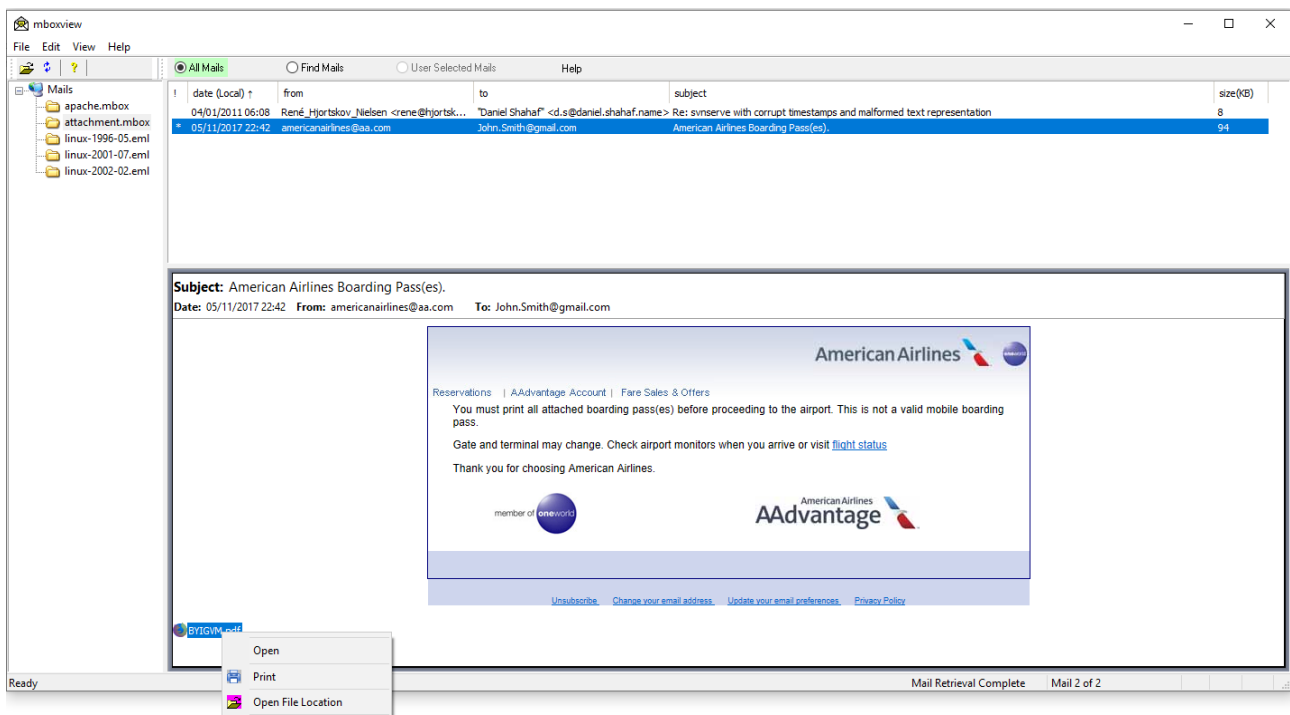 mboxview
File Edit View Help
All Mails Find Mails User Selected Mails Help
Mails
apache.mbox
attachment.mbox
linux-1996-05.eml
linux-2001-07.eml
linux-2002-02.eml
! date (Local) ↑ from to subject size(KB)
04/01/2011 06:08 René_Hjortskov_Nielsen <rene@hjortsk... "Daniel Shahaf" <d.s@daniel.shahaf.name> Re: svnserve with corrupt timestamps and malformed text representation 8
* 05/11/2017 22:42 americanairlines@aa.com John.Smith@gmail.com American Airlines Boarding Pass(es). 94
Subject: American Airlines Boarding Pass(es).
Date: 05/11/2017 22:42 From: americanairlines@aa.com To: John.Smith@gmail.com
American Airlines oneworld
Reservations | AAdvantage Account | Fare Sales & Offers
You must print all attached boarding pass(es) before proceeding to the airport. This is not a valid mobile boarding
pass.
Gate and terminal may change. Check airport monitors when you arrive or visit flight status
Thank you for choosing American Airlines.
member of oneworld
American Airlines
AAdvantage
Unsubscribe Change your email address Update your email preferences Privacy Policy
BYIGVM.pdf
Open
Print
Open File Location
Ready Mail Retrieval Complete Mail 2 of 2